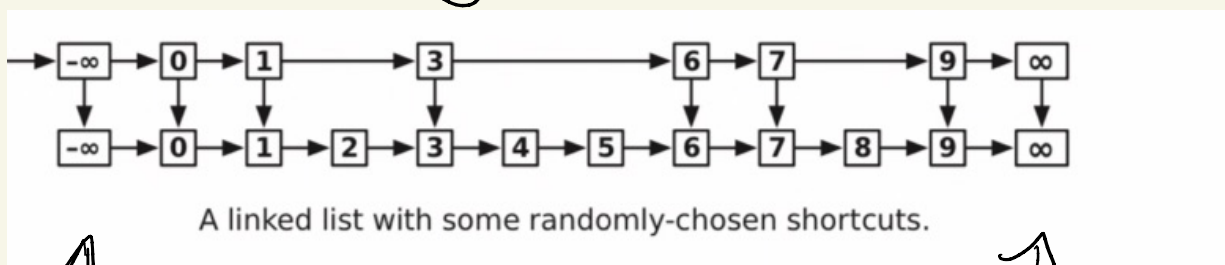 -∞ 0 1 3 6 7 9 ∞
-∞ 0 1 2 3 4 5 6 7 8 9 ∞
A linked list with some randomly-chosen shortcuts.